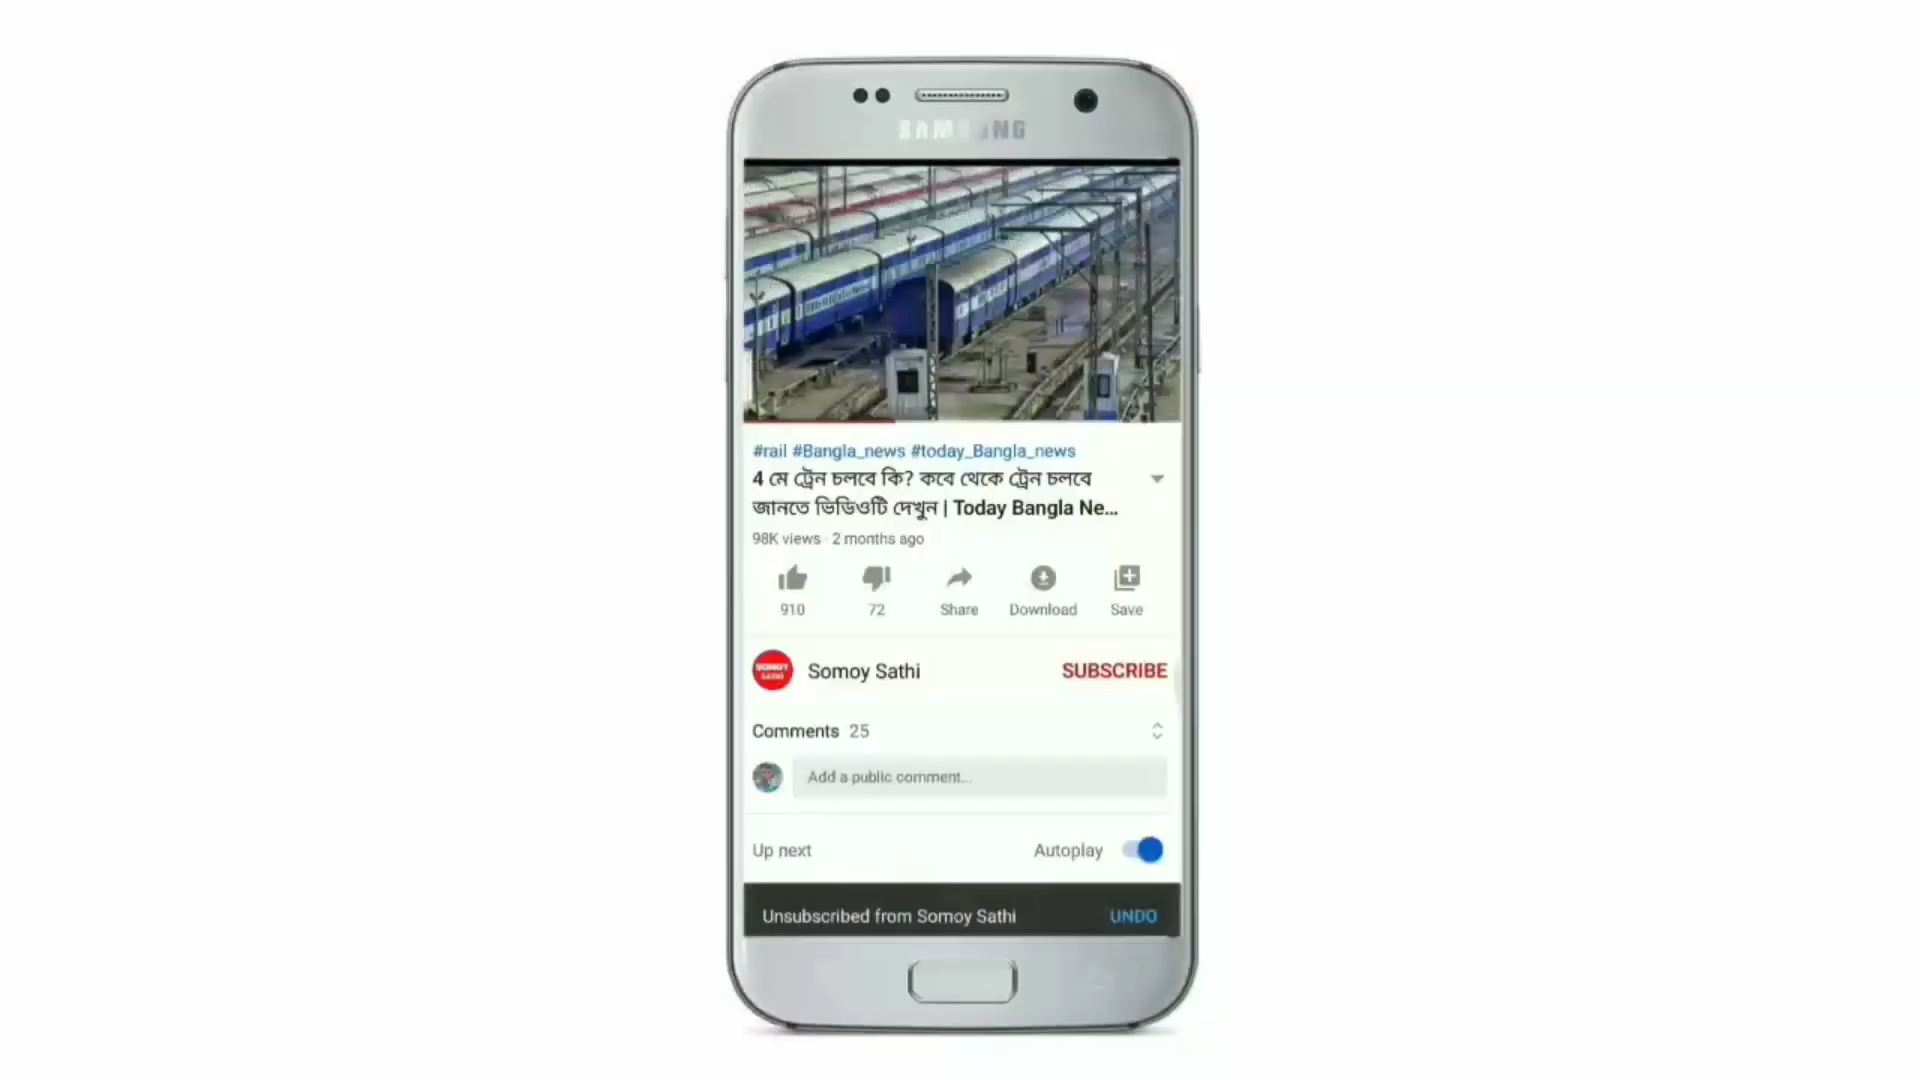 SAMSUNG
#rail #Bangla_news #today_Bangla_news
4 মে ট্রেন চলবে কি? কবে থেকে ট্রেন চলবে
জানতে ভিডিওটি দেখুন | Today Bangla Ne...
98K views · 2 months ago
910 72 Share Download Save
SOMOY
SATHI
Somoy Sathi SUBSCRIBE
Comments 25
Add a public comment...
Up next Autoplay
Unsubscribed from Somoy Sathi UNDO